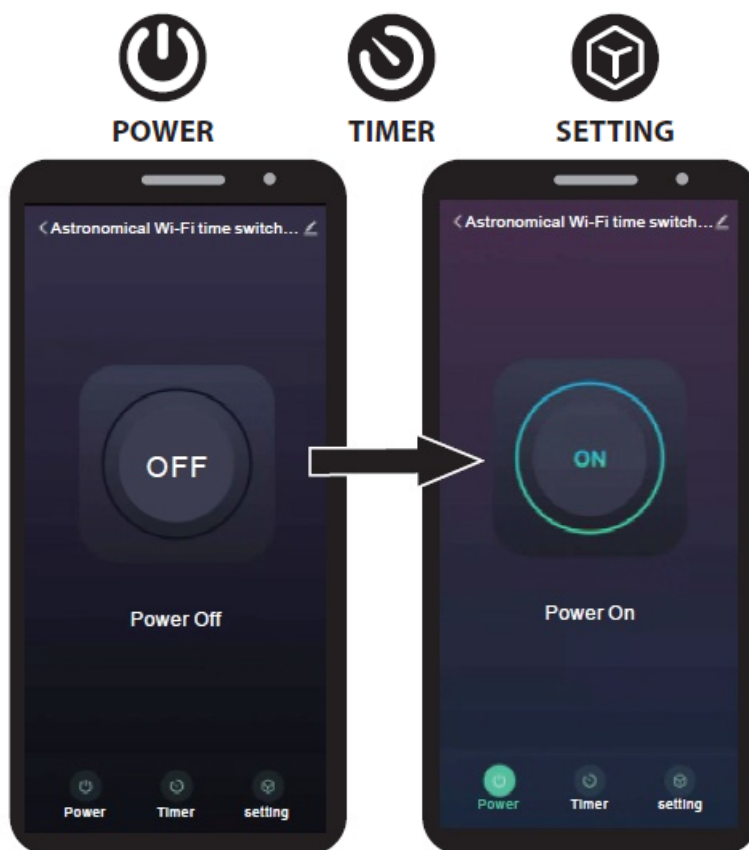 POWER TIMER SETTING
Astronomical Wi-Fi time switch...
OFF
Power Off
Power Timer setting
Astronomical Wi-Fi time switch...
ON
Power On
Power Timer setting